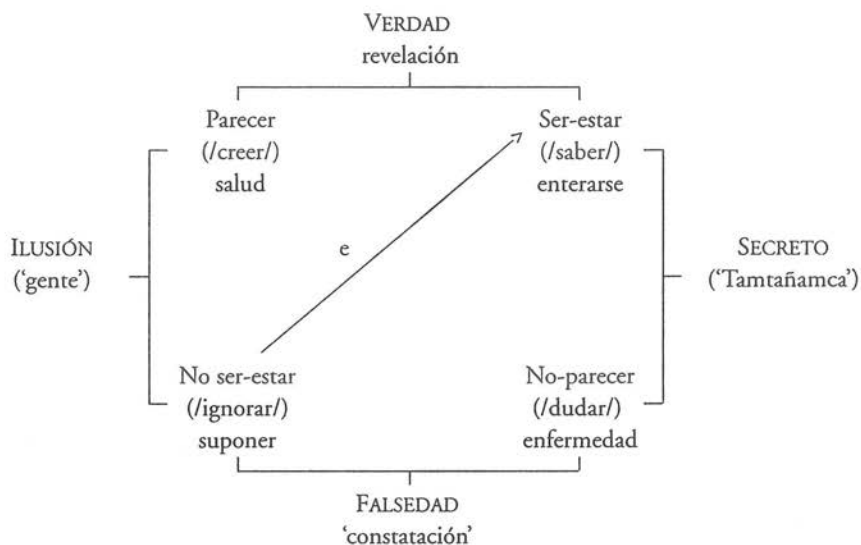 VERDAD
revelación
Parecer
(/creer/)
salud
Ser-estar
(/saber/)
enterarse
ILUSIÓN
(‘gente’)
e
SECRETO
(‘Tamtañamca’)
No ser-estar
(/ignorar/)
suponer
No-parecer
(/dudar/)
enfermedad
FALSEDAD
‘constatación’